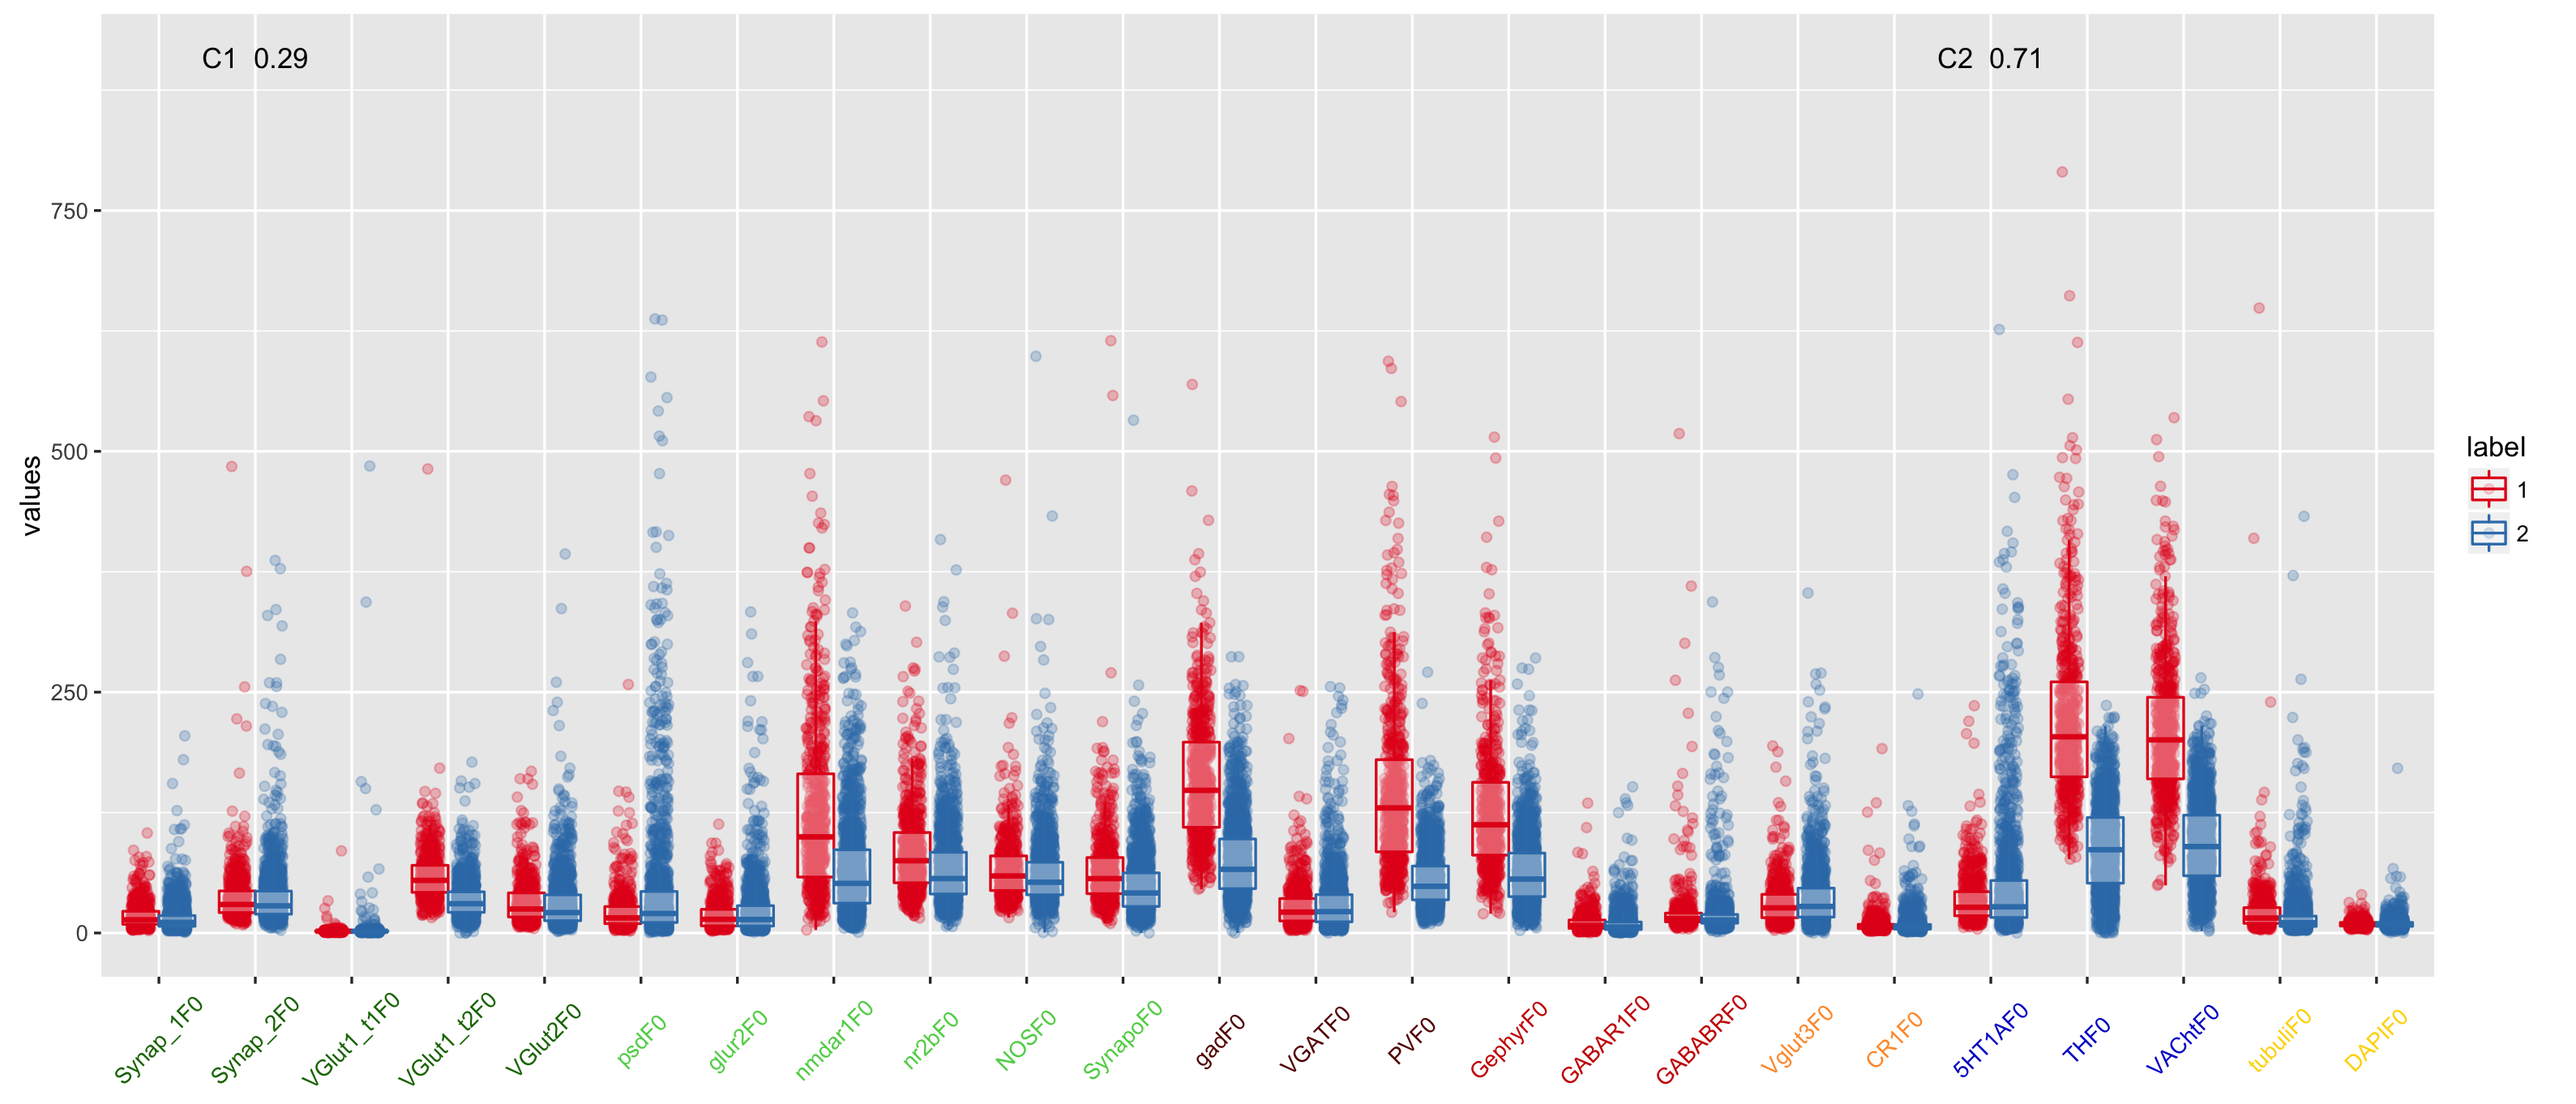 C1 0.29
C2 0.71
values
750
500
250
0
label
1
2
Synap_1F0
Synap_2F0
VGlut1_t1F0
VGlut1_t2F0
VGlut2F0
psdF0
glur2F0
nmdar1F0
nr2bF0
NOSF0
SynapoF0
gadF0
VGATF0
PVF0
GephyrF0
GABAR1F0
GABABRF0
Vglut3F0
CR1F0
5HT1AF0
THF0
VAChtF0
tubuliF0
DAPIF0